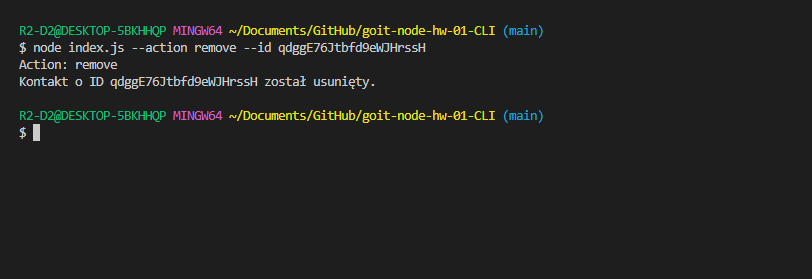 R2-D2@DESKTOP-5BKHHQP MINGW64 ~/Documents/GitHub/goit-node-hw-01-CLI (main)
$ node index.js --action remove --id qdggE76Jtbfd9eWJHrssH
Action: remove
Kontakt o ID qdggE76Jtbfd9eWJHrssH został usunięty.
R2-D2@DESKTOP-5BKHHQP MINGW64 ~/Documents/GitHub/goit-node-hw-01-CLI (main)
$